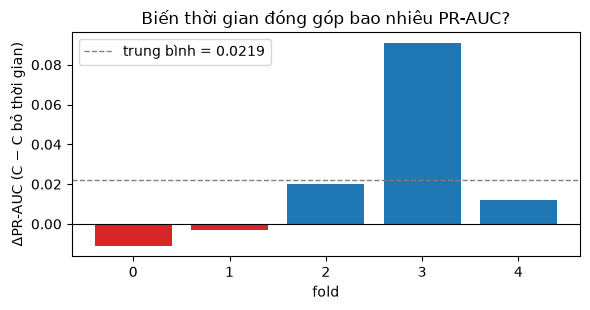 Biến thời gian đóng góp bao nhiêu PR-AUC?
trung bình = 0.0219
ΔPR-AUC (C − C bỏ thời gian)
0.08
0.06
0.04
0.02
0.00
0 1 2 3 4
fold